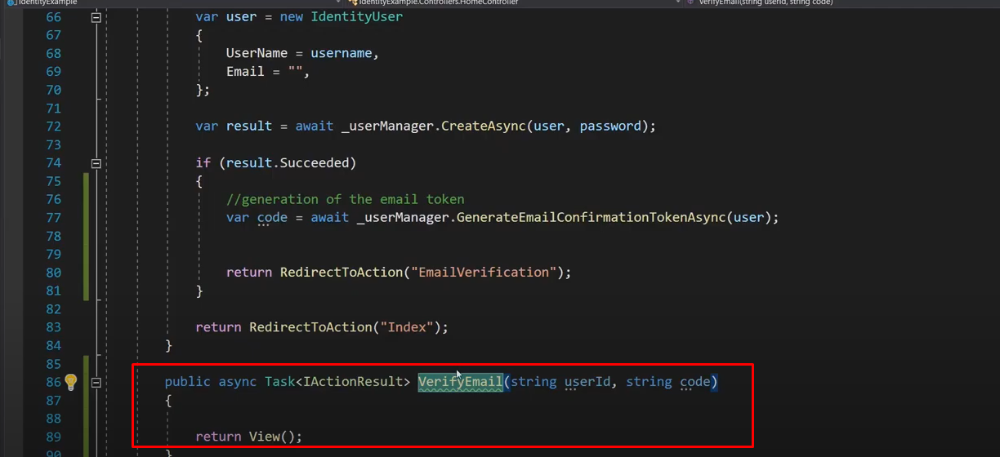 IdentityExample IdentityExample.Controllers.HomeController VerifyEmail(string userId, string code)
66 var user = new IdentityUser
67 {
68 UserName = username,
69 Email = "",
70 };
71
72 var result = await _userManager.CreateAsync(user, password);
73
74 if (result.Succeeded)
75 {
76 //generation of the email token
77 var code = await _userManager.GenerateEmailConfirmationTokenAsync(user);
78
79
80 return RedirectToAction("EmailVerification");
81 }
82
83 return RedirectToAction("Index");
84 }
85
86 public async Task<IActionResult> VerifyEmail(string userId, string code)
87 {
88
89 return View();
90 }